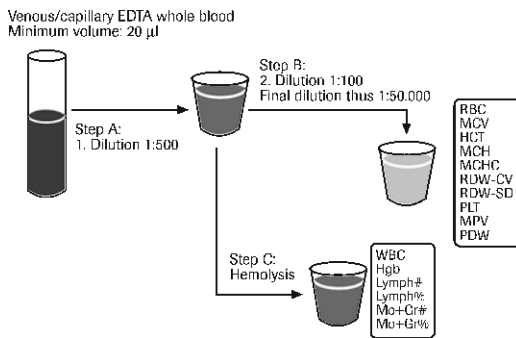 Venous/capillary EDTA whole blood
Minimum volume: 20 µl
Step A:
1. Dilution 1:500
Step B:
2. Dilution 1:100
Final dilution thus 1:50.000
RBC
MCV
HCT
MCH
MCHC
RDW-CV
RDW-SD
PLT
MPV
PDW
Step C:
Hemolysis
WBC
Hgb
Lymph#
Lymph%
Mo+Gr#
Mo+Gr%